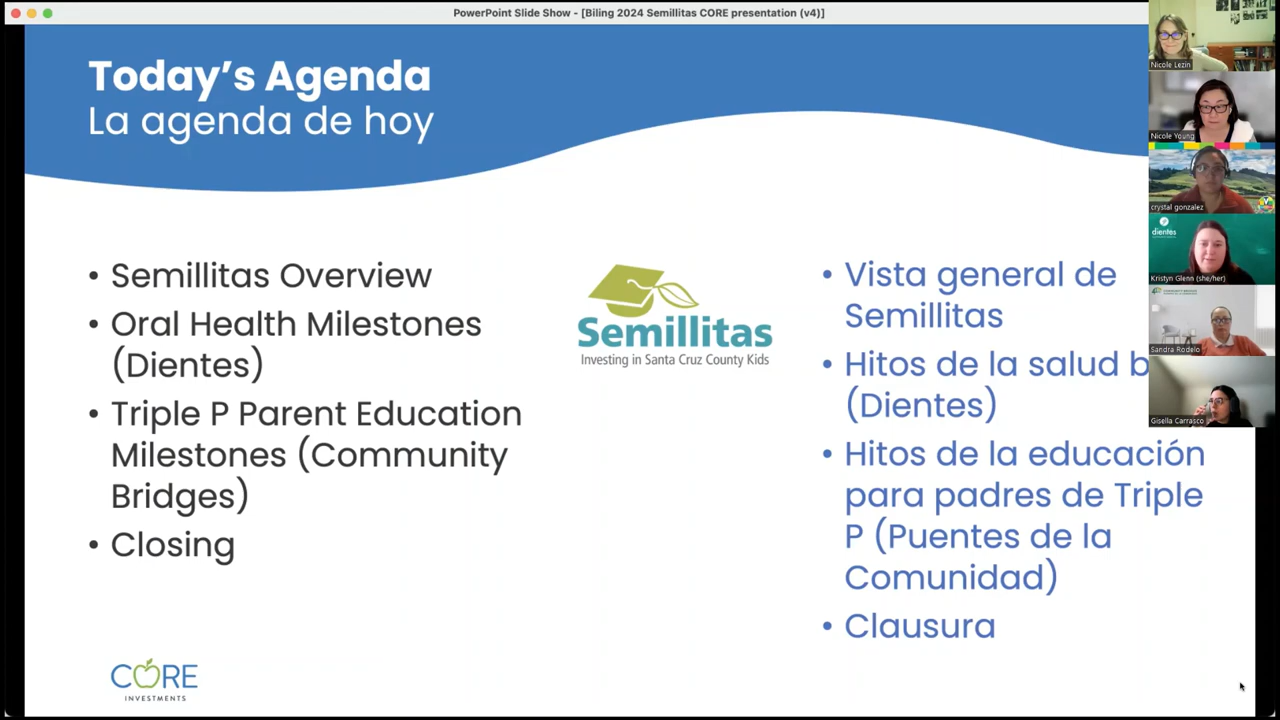 PowerPoint Slide Show - [Biling 2024 Semillitas CORE presentation (v4)]
Today's Agenda
La agenda de hoy
• Semillitas Overview
• Oral Health Milestones
(Dientes)
• Triple P Parent Education
Milestones (Community
Bridges)
• Closing
Semillitas
Investing in Santa Cruz County Kids
• Vista general de
Semillitas
• Hitos de la salud b
(Dientes)
• Hitos de la educación
para padres de Triple
P (Puentes de la
Comunidad)
• Clausura
CORE
INVESTMENTS
Nicole Lezin
Nicole Young
crystal gonzalez
dientes
Kristyn Glenn (she/her)
Sandra Rodelo
Gisella Carrasco